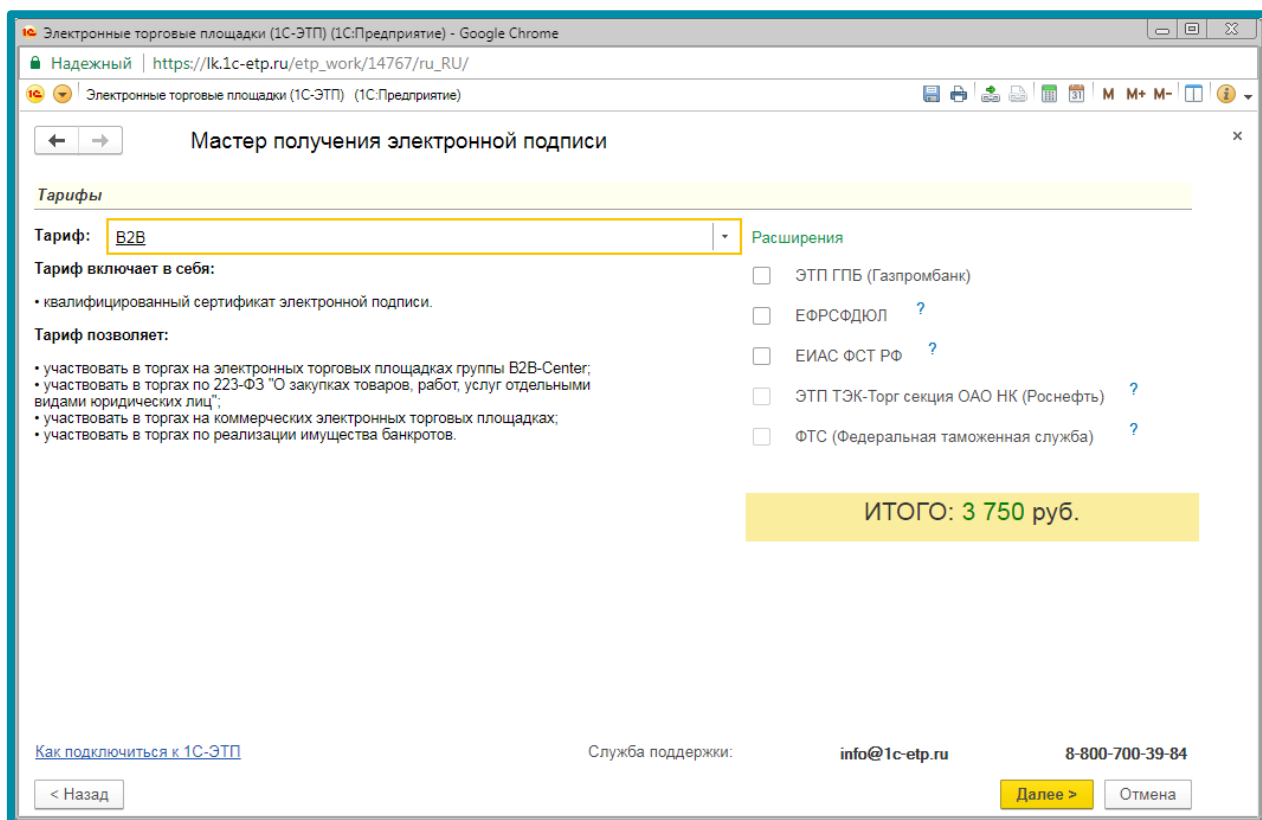 Электронные торговые площадки (1С-ЭТП) (1С:Предприятие) - Google Chrome
Надежный | https://lk.1c-etp.ru/etp_work/14767/ru_RU/
Электронные торговые площадки (1С-ЭТП) (1С:Предприятие) 31 M M+ M-
Мастер получения электронной подписи
Тарифы
Тариф: B2B
Расширения
Тариф включает в себя:
• квалифицированный сертификат электронной подписи.
Тариф позволяет:
• участвовать в торгах на электронных торговых площадках группы B2B-Center;
• участвовать в торгах по 223-ФЗ "О закупках товаров, работ, услуг отдельными
видами юридических лиц";
• участвовать в торгах на коммерческих электронных торговых площадках;
• участвовать в торгах по реализации имущества банкротов.
ЭТП ГПБ (Газпромбанк)
ЕФРСФДЮЛ ?
ЕИАС ФСТ РФ ?
ЭТП ТЭК-Торг секция ОАО НК (Роснефть) ?
ФТС (Федеральная таможенная служба) ?
ИТОГО: 3 750 руб.
Как подключиться к 1С-ЭТП
Служба поддержки: info@1c-etp.ru 8-800-700-39-84
< Назад
Далее >
Отмена